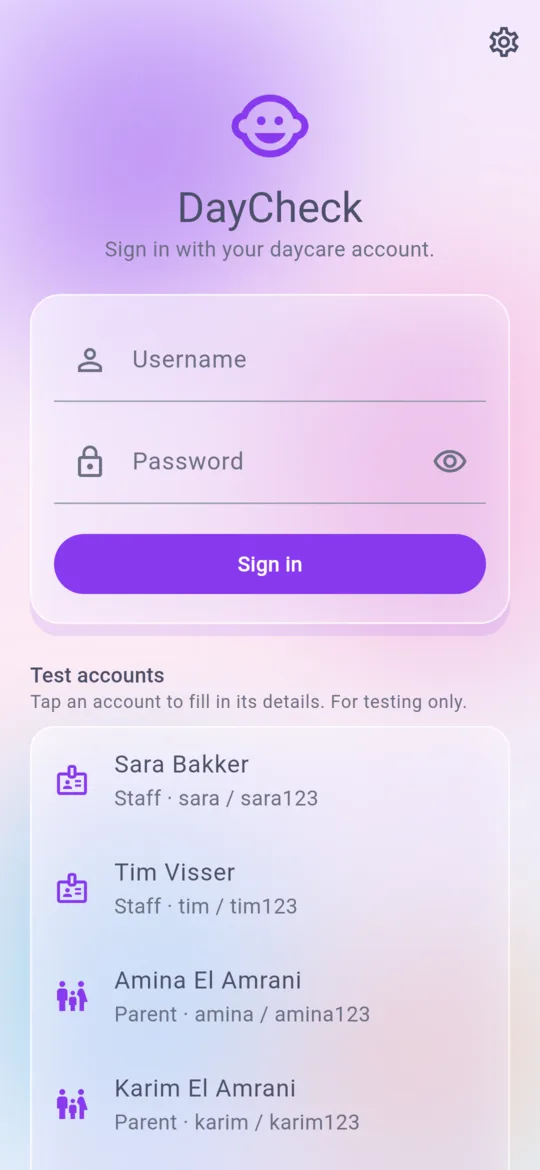 DayCheck
Sign in with your daycare account.
Username
Password
Sign in
Test accounts
Tap an account to fill in its details. For testing only.
Sara Bakker
Staff · sara / sara123
Tim Visser
Staff · tim / tim123
Amina El Amrani
Parent · amina / amina123
Karim El Amrani
Parent · karim / karim123